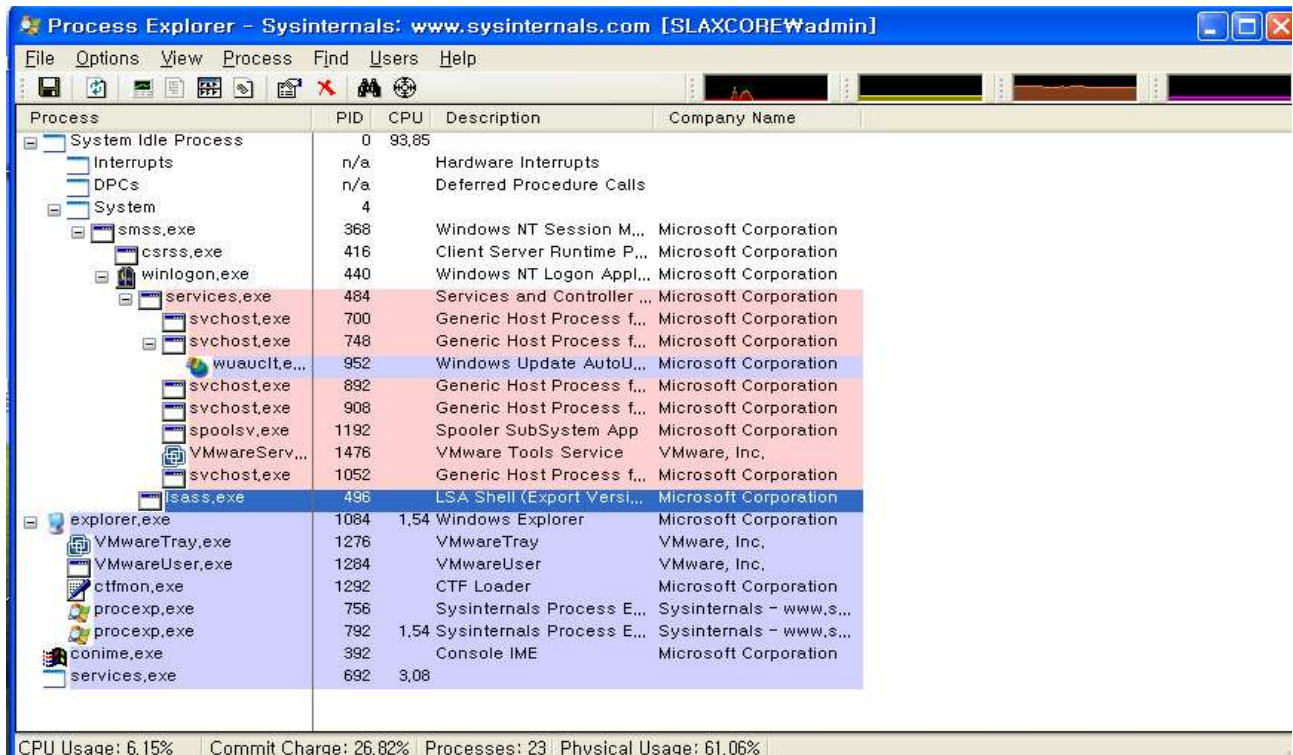 Process Explorer - Sysinternals: www.sysinternals.com [SLAXCORE₩admin]
File Options View Process Find Users Help
Process PID CPU Description Company Name
System Idle Process 0 93,85
Interrupts n/a Hardware Interrupts
DPCs n/a Deferred Procedure Calls
System 4
smss,exe 368 Windows NT Session M,,, Microsoft Corporation
csrss,exe 416 Client Server Runtime P,,, Microsoft Corporation
winlogon,exe 440 Windows NT Logon Appl,,, Microsoft Corporation
services,exe 484 Services and Controller ,,, Microsoft Corporation
svchost,exe 700 Generic Host Process f,,, Microsoft Corporation
svchost,exe 748 Generic Host Process f,,, Microsoft Corporation
wuauclt,e,,, 952 Windows Update AutoU,,, Microsoft Corporation
svchost,exe 892 Generic Host Process f,,, Microsoft Corporation
svchost,exe 908 Generic Host Process f,,, Microsoft Corporation
spoolsv,exe 1192 Spooler SubSystem App Microsoft Corporation
VMwareServ,,, 1476 VMware Tools Service VMware, Inc,
svchost,exe 1052 Generic Host Process f,,, Microsoft Corporation
lsass,exe 496 LSA Shell (Export Versi,,, Microsoft Corporation
explorer,exe 1084 1,54 Windows Explorer Microsoft Corporation
VMwareTray,exe 1276 VMwareTray VMware, Inc,
VMwareUser,exe 1284 VMwareUser VMware, Inc,
ctfmon,exe 1292 CTF Loader Microsoft Corporation
procexp,exe 756 Sysinternals Process E,,, Sysinternals - www,s,,,
procexp,exe 792 1,54 Sysinternals Process E,,, Sysinternals - www,s,,,
conime,exe 392 Console IME Microsoft Corporation
services,exe 692 3,08
CPU Usage: 6,15% Commit Charge: 26,82% Processes: 23 Physical Usage: 61,06%